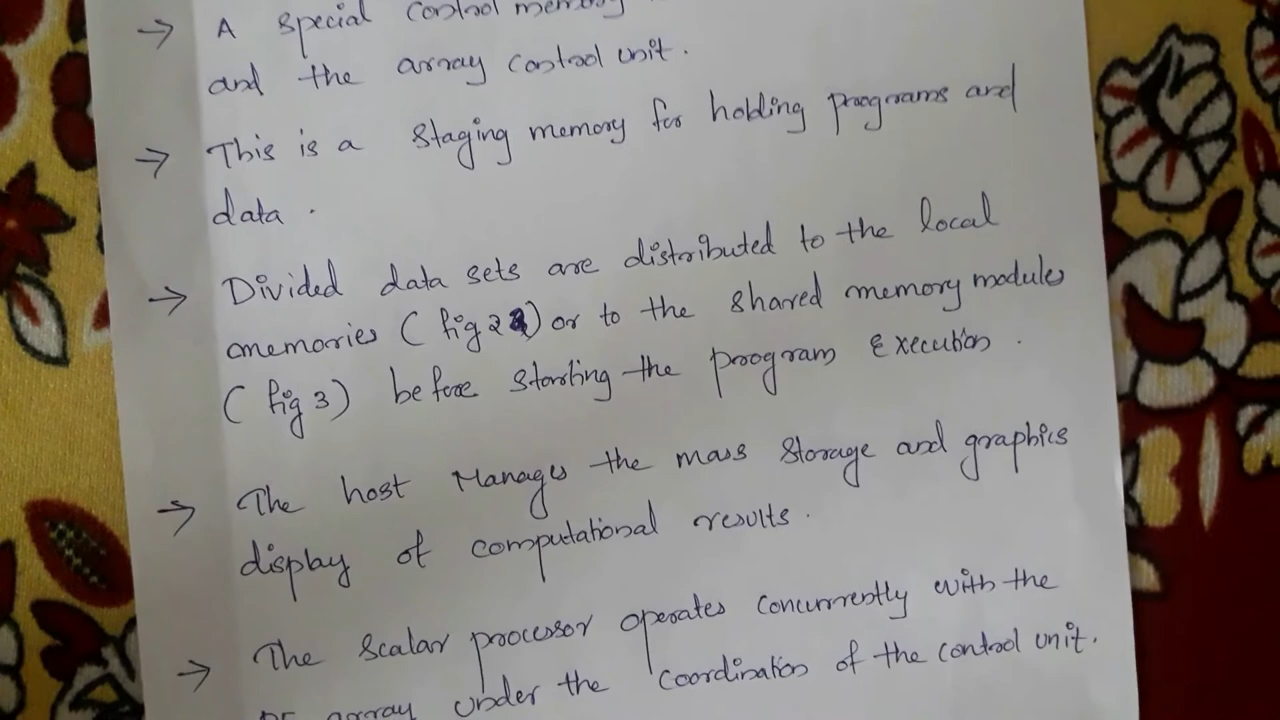 → A special control memory
and the array control unit.
→ This is a staging memory for holding programs and
data.
→ Divided data sets are distributed to the local
memories (fig 2) or to the shared memory modules
(fig 3) before starting the program Execution.
→ The host Manages the mass storage and graphics
display of computational results.
→ The scalar processor operates concurrently with the
PE array under the coordination of the control unit.